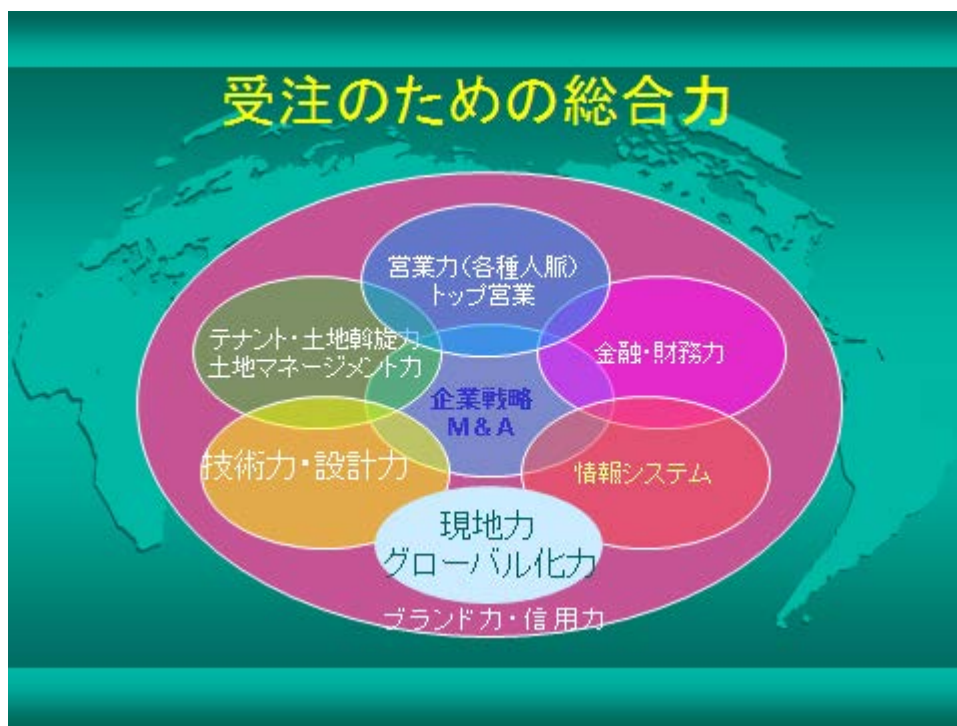 受注のための総合力
営業力(各種人脈)
トップ営業
テナント・土地斡旋力
土地マネージメント力
金融・財務力
企業戦略
M&A
技術力・設計力
情報システム
現地力
グローバル化力
ブランド力・信用力